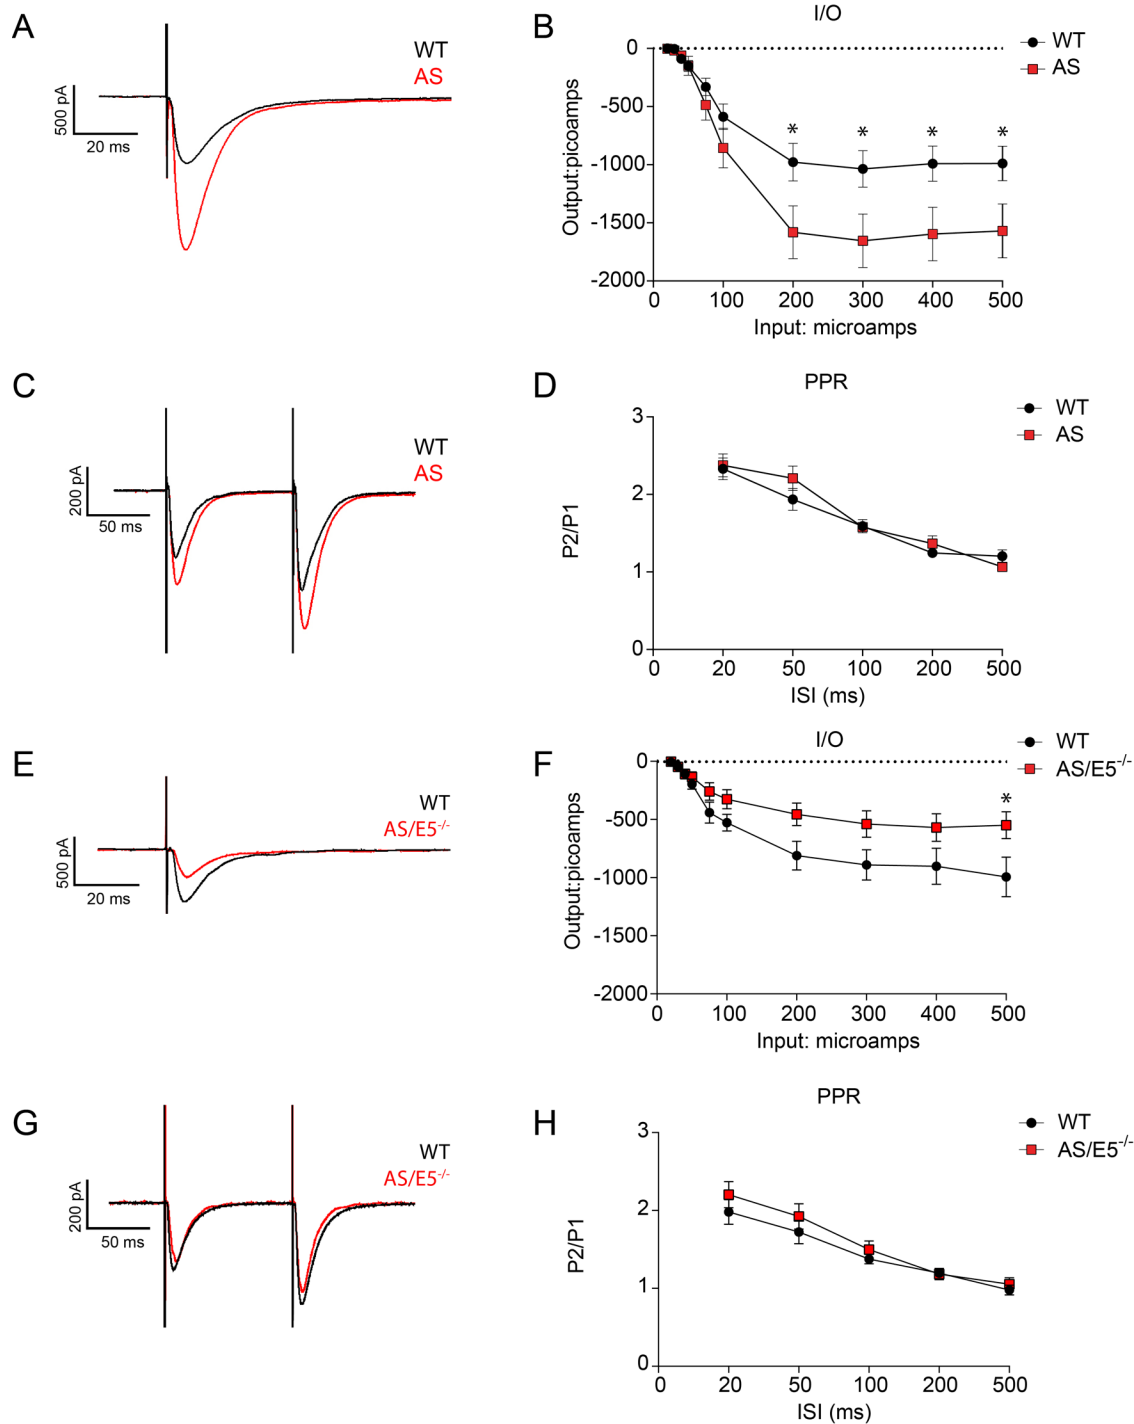 A
WT
AS
500 pA
20 ms
B
I/O
WT
AS
0
-500
-1000
-1500
-2000
Output:picoamps
* * * *
0 100 200 300 400 500
Input: microamps
C
WT
AS
200 pA
50 ms
D
PPR
WT
AS
3
2
1
0
P2/P1
0 20 50 100 200 500
ISI (ms)
E
WT
AS/E5-/-
500 pA
20 ms
F
I/O
WT
AS/E5-/-
0
-500
-1000
-1500
-2000
Output:picoamps
*
0 100 200 300 400 500
Input: microamps
G
WT
AS/E5-/-
200 pA
50 ms
H
PPR
WT
AS/E5-/-
3
2
1
0
P2/P1
0 20 50 100 200 500
ISI (ms)